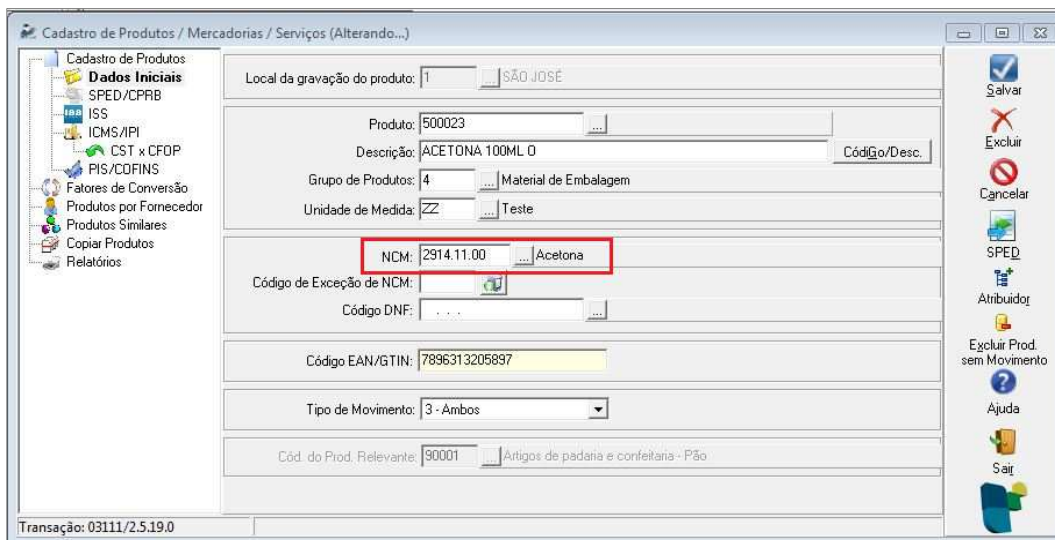 Cadastro de Produtos / Mercadorias / Serviços (Alterando...)
Cadastro de Produtos
Dados Iniciais
SPED/CPRB
ISS
ICMS/IPI
CST x CFOP
PIS/COFINS
Fatores de Conversão
Produtos por Fornecedor
Produtos Similares
Copiar Produtos
Relatórios
Local da gravação do produto: 1 ... SÃO JOSÉ
Produto: 500023 ...
Descrição: ACETONA 100ML O CódiGo/Desc.
Grupo de Produtos: 4 ... Material de Embalagem
Unidade de Medida: ZZ ... Teste
NCM: 2914.11.00 ... Acetona
Código de Exceção de NCM:
Código DNF: . . . ...
Código EAN/GTIN: 7896313205897
Tipo de Movimento: 3 - Ambos
Cód. do Prod. Relevante: 90001 ... Artigos de padaria e confeitaria - Pão
Salvar
Excluir
Cancelar
SPED
Atribuidor
Excluir Prod.
sem Movimento
Ajuda
Sair
Transação: 03111/2.5.19.0